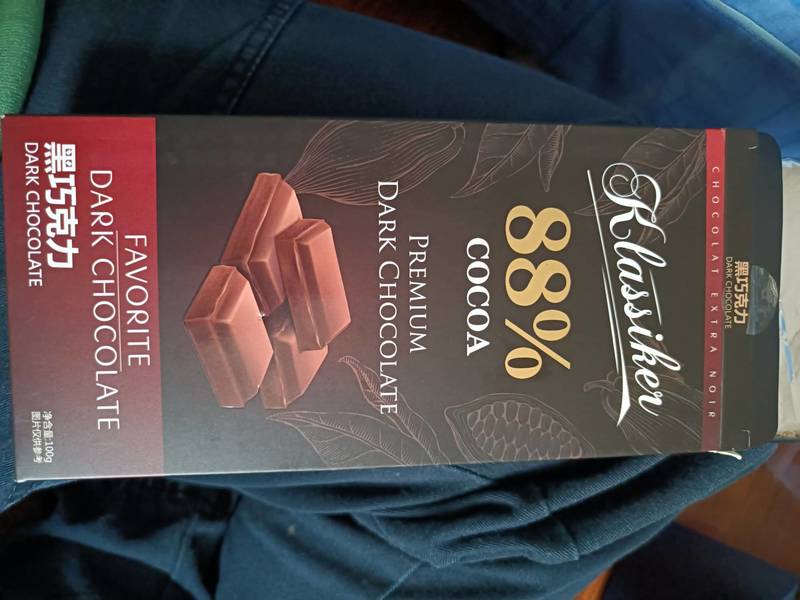 黑巧克力
DARK CHOCOLATE
CHOCOLAT EXTRA NOIR
Klassiker
88%
COCOA
PREMIUM
DARK CHOCOLATE
FAVORITE
DARK CHOCOLATE
黑巧克力
DARK CHOCOLATE
净含量:100g
图片仅供参考